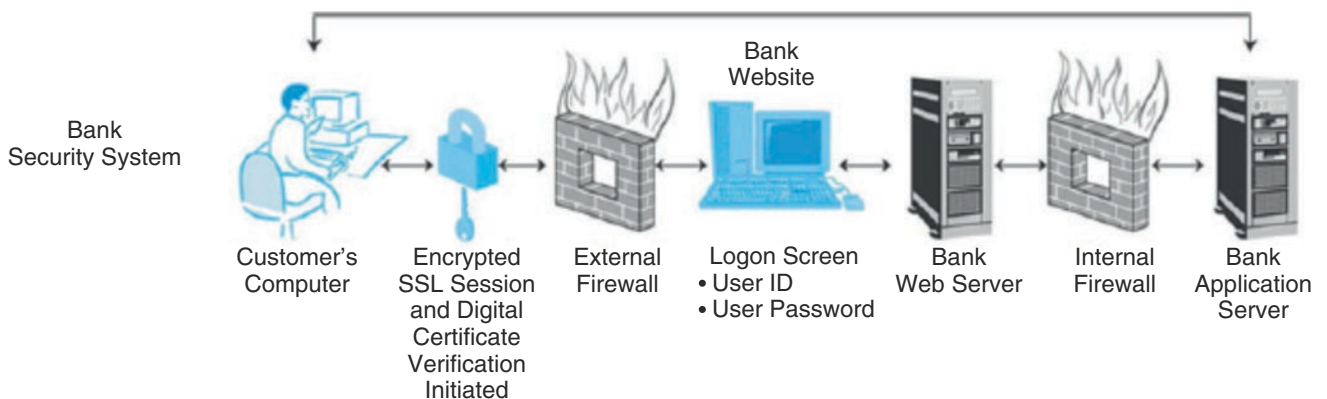 Bank
Security System
Bank
Website
Customer's
Computer
Encrypted
SSL Session
and Digital
Certificate
Verification
Initiated
External
Firewall
Logon Screen
• User ID
• User Password
Bank
Web Server
Internal
Firewall
Bank
Application
Server